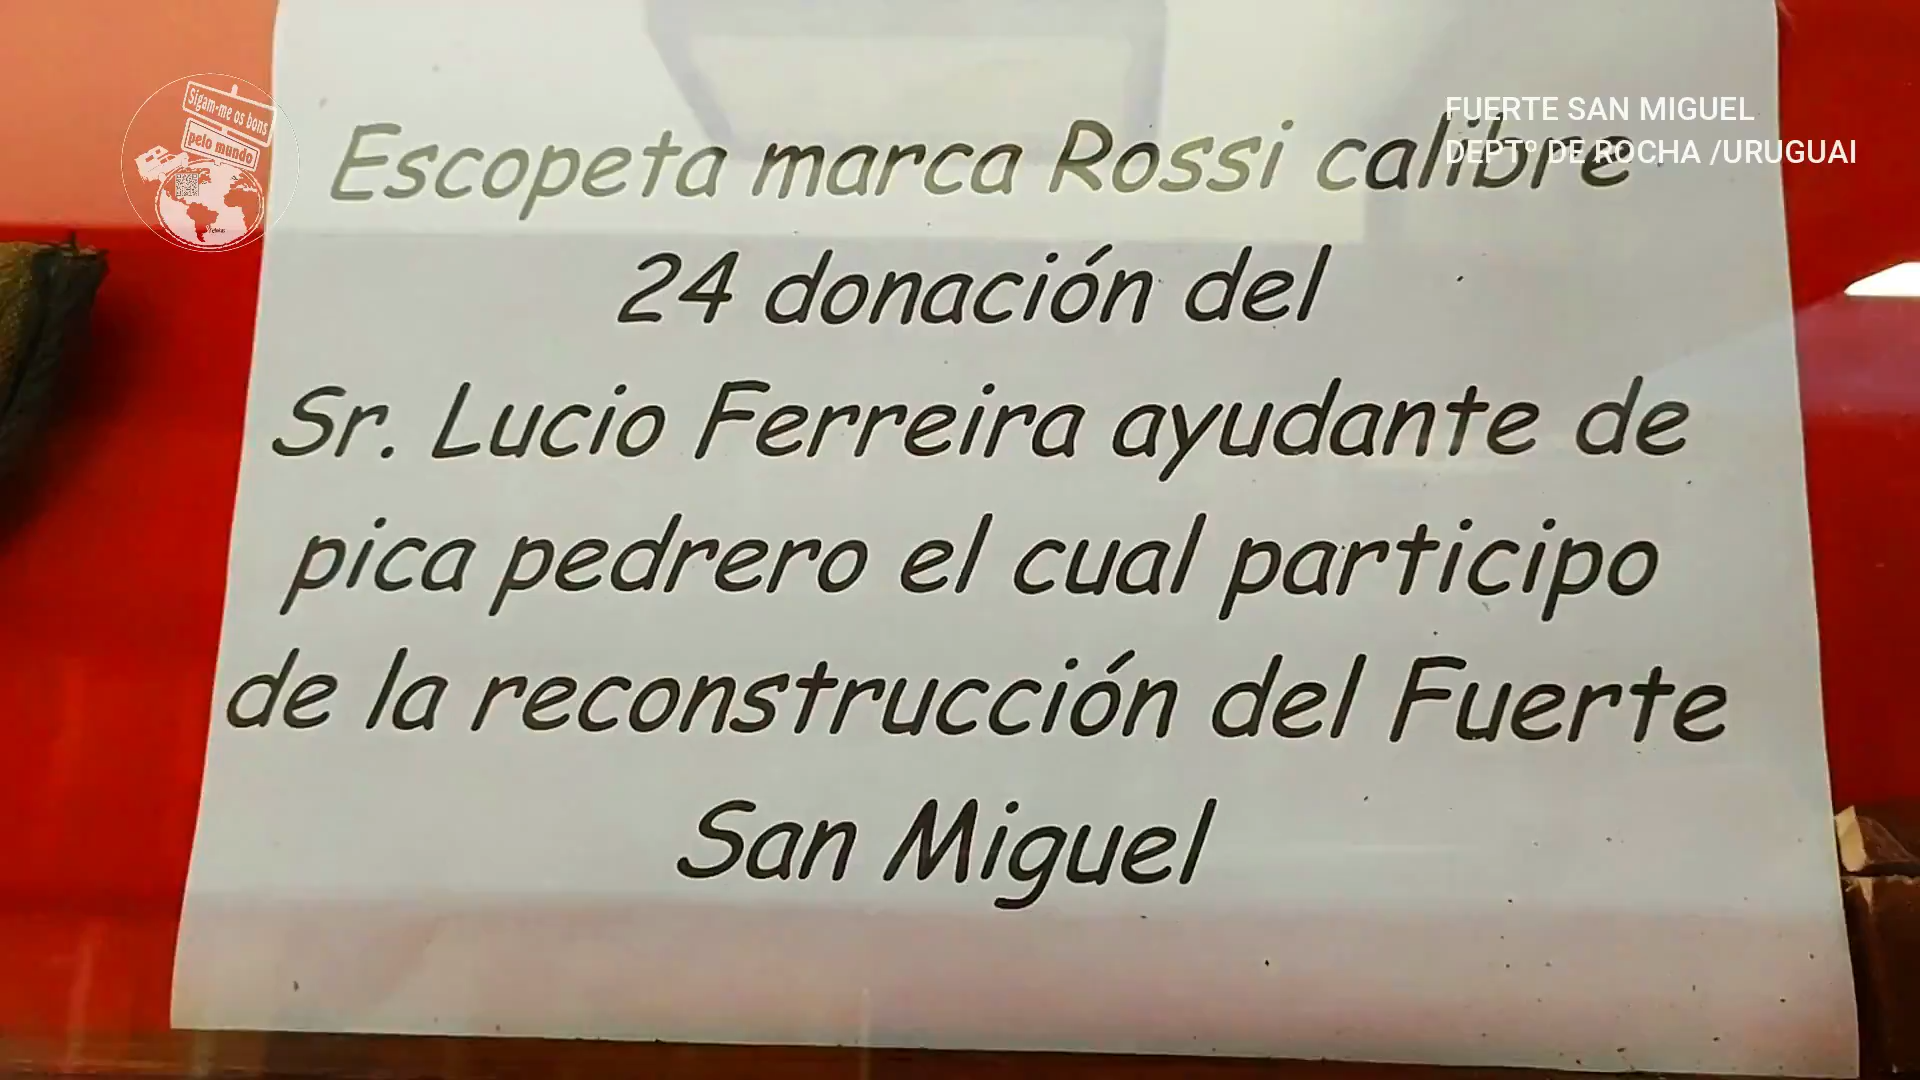 Sigam-me os bons
pelo mundo
FUERTE SAN MIGUEL
DEPTº DE ROCHA /URUGUAI
Escopeta marca Rossi calibre
24 donación del
Sr. Lucio Ferreira ayudante de
pica pedrero el cual participo
de la reconstrucción del Fuerte
San Miguel